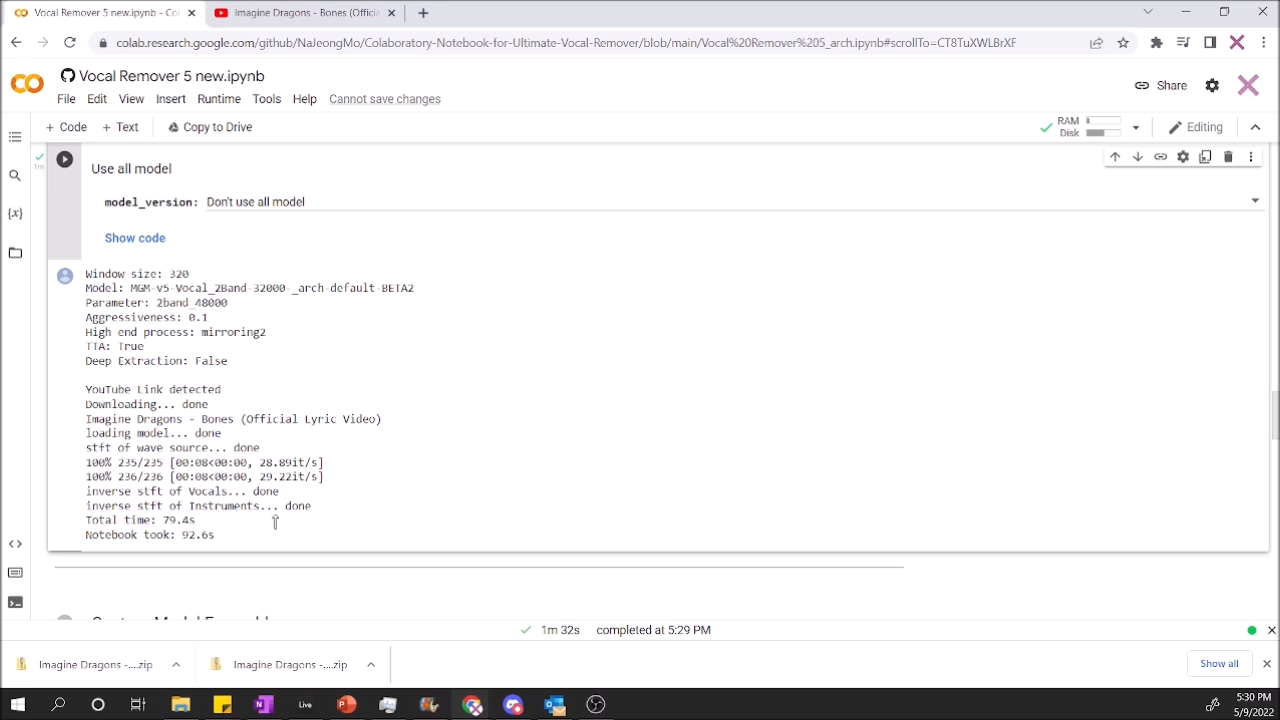 Vocal Remover 5 new.ipynb - Co
Imagine Dragons - Bones (Officia
colab.research.google.com/github/NaJeongMo/Colaboratory-Notebook-for-Ultimate-Vocal-Remover/blob/main/Vocal%20Remover%205_arch.ipynb#scrollTo=CT8TuXWLBrXF
Vocal Remover 5 new.ipynb
File Edit View Insert Runtime Tools Help Cannot save changes
Share
+ Code + Text Copy to Drive
RAM
Disk
Editing
1m
Use all model
model_version: Don't use all model
Show code
Window size: 320
Model: MGM-v5-Vocal_2Band-32000-_arch-default-BETA2
Parameter: 2band_48000
Aggressiveness: 0.1
High end process: mirroring2
TTA: True
Deep Extraction: False
YouTube Link detected
Downloading... done
Imagine Dragons - Bones (Official Lyric Video)
loading model... done
stft of wave source... done
100% 235/235 [00:08<00:00, 28.89it/s]
100% 236/236 [00:08<00:00, 29.22it/s]
inverse stft of Vocals... done
inverse stft of Instruments... done
Total time: 79.4s
Notebook took: 92.6s
1m 32s completed at 5:29 PM
Imagine Dragons -....zip
Imagine Dragons -....zip
Show all
Live
5:30 PM
5/9/2022